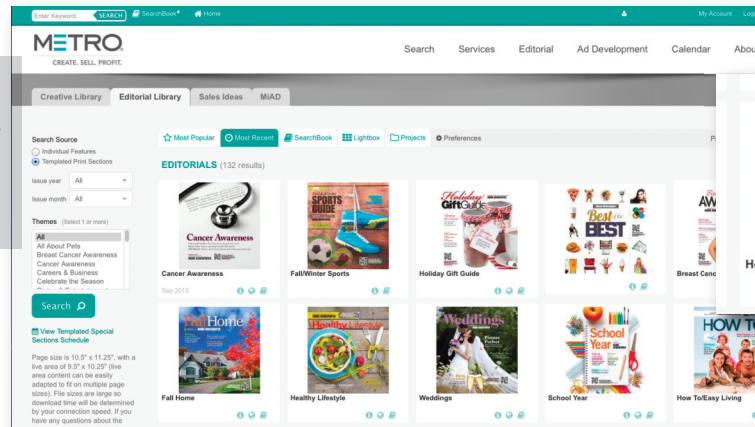 Enter Keyword... SEARCH SearchBook Home My Account
METRO
CREATE. SELL. PROFIT.
Search Services Editorial Ad Development Calendar
Creative Library Editorial Library Sales Ideas MiAD
Search Source
Individual Features
Templated Print Sections
Issue year All
Issue month All
Themes (Select 1 or more)
All
All About Pets
Breast Cancer Awareness
Cancer Awareness
Careers & Business
Celebrate the Season
Search
View Templated Special
Sections Schedule
Page size is 10.5" x 11.25", with a
live area of 9.5" x 10.25" (live
area content can be easily
adapted to fit on multiple page
sizes). File sizes are large so
download time will be determined
by your connection speed. If you
have any questions about the
Most Popular Most Recent SearchBook Lightbox Projects Preferences
EDITORIALS (132 results)
Cancer Awareness
SPORTS
GUIDE
Holiday
GiftGuide
Best of the
BEST
AW
Cancer Awareness Fall/Winter Sports Holiday Gift Guide Breast Canc
Sep 2015
Fall Home
Healthy Lifestyle
Weddings
Picture
Perfect
School
Year
HOW TO
Fall Home Healthy Lifestyle Weddings School Year How To/Easy Living